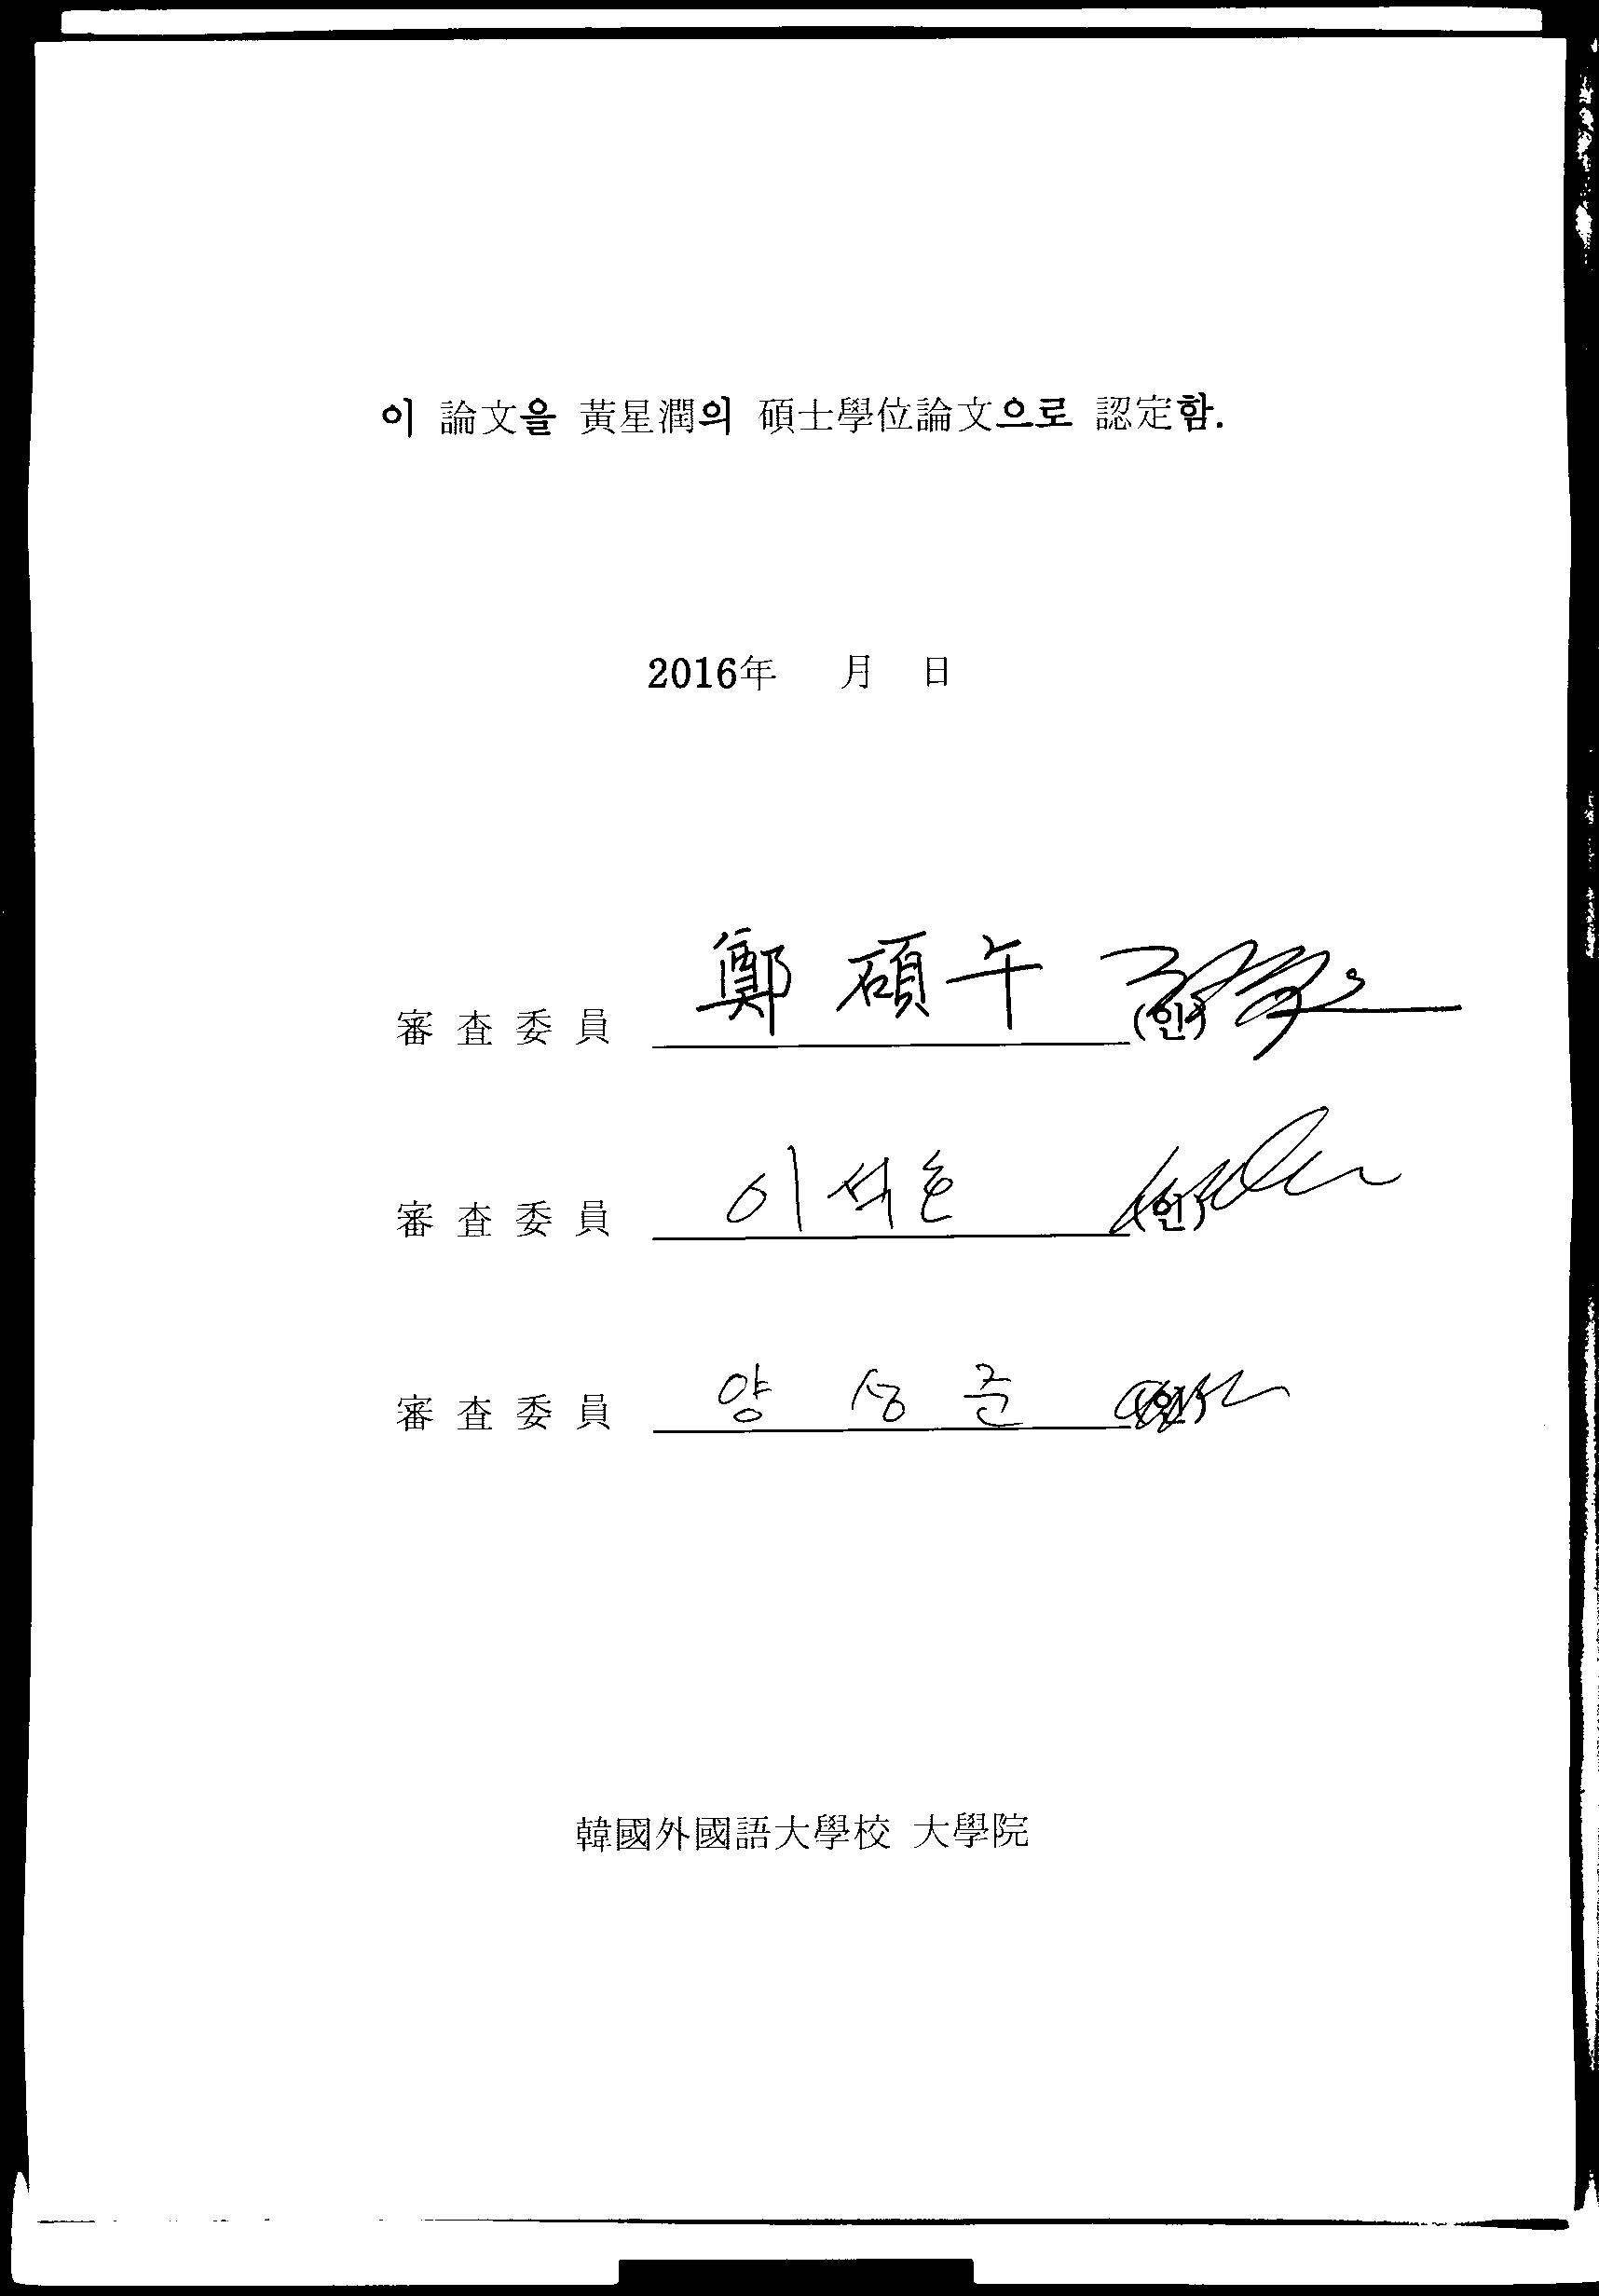 이 論文을 黃星潤의 碩士學位論文으로 認定함.
2016年 月 日
審査委員 鄭碩午 (인)
審査委員 이석훈 (인)
審査委員 양성준 (인)
韓國外國語大學校 大學院